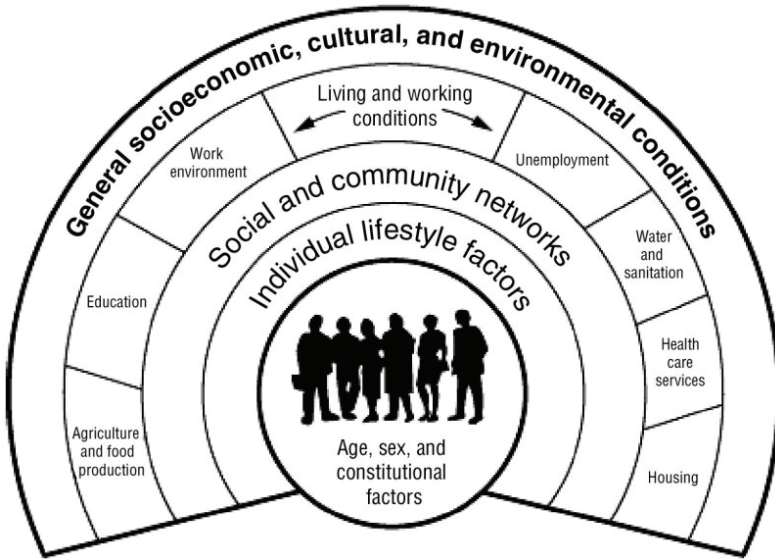 General socioeconomic, cultural, and environmental conditions
Living and working
conditions
Work
environment
Unemployment
Social and community networks
Individual lifestyle factors
Education
Water
and
sanitation
Agriculture
and food
production
Health
care
services
Housing
Age, sex, and
constitutional
factors